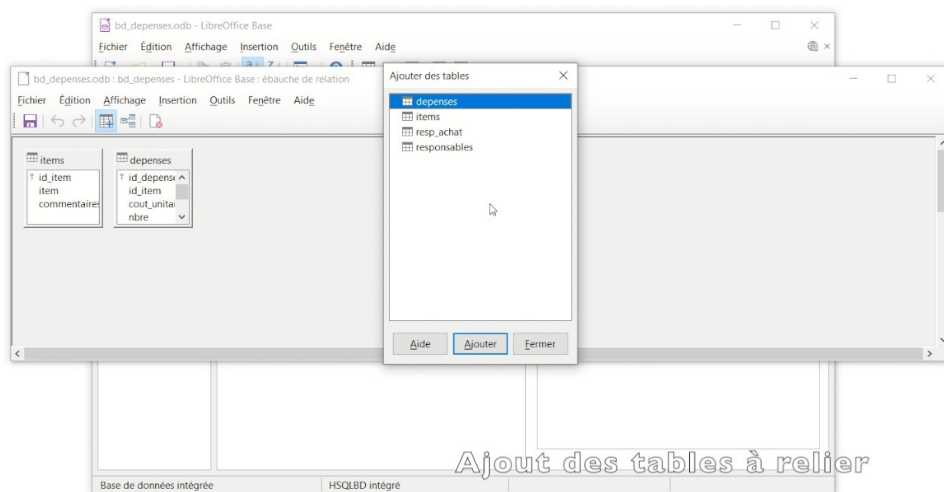 bd_depenses.odb - LibreOffice Base
Fichier Édition Affichage Insertion Outils Fenêtre Aide
bd_depenses.odb : bd_depenses - LibreOffice Base : ébauche de relation
Fichier Édition Affichage Insertion Outils Fenêtre Aide
items
id_item
item
commentaires
depenses
id_depense
id_item
cout_unitai
nbre
Ajouter des tables
depenses
items
resp_achat
responsables
Aide Ajouter Fermer
Ajout des tables à relier
Base de données intégrée HSQLBD intégré